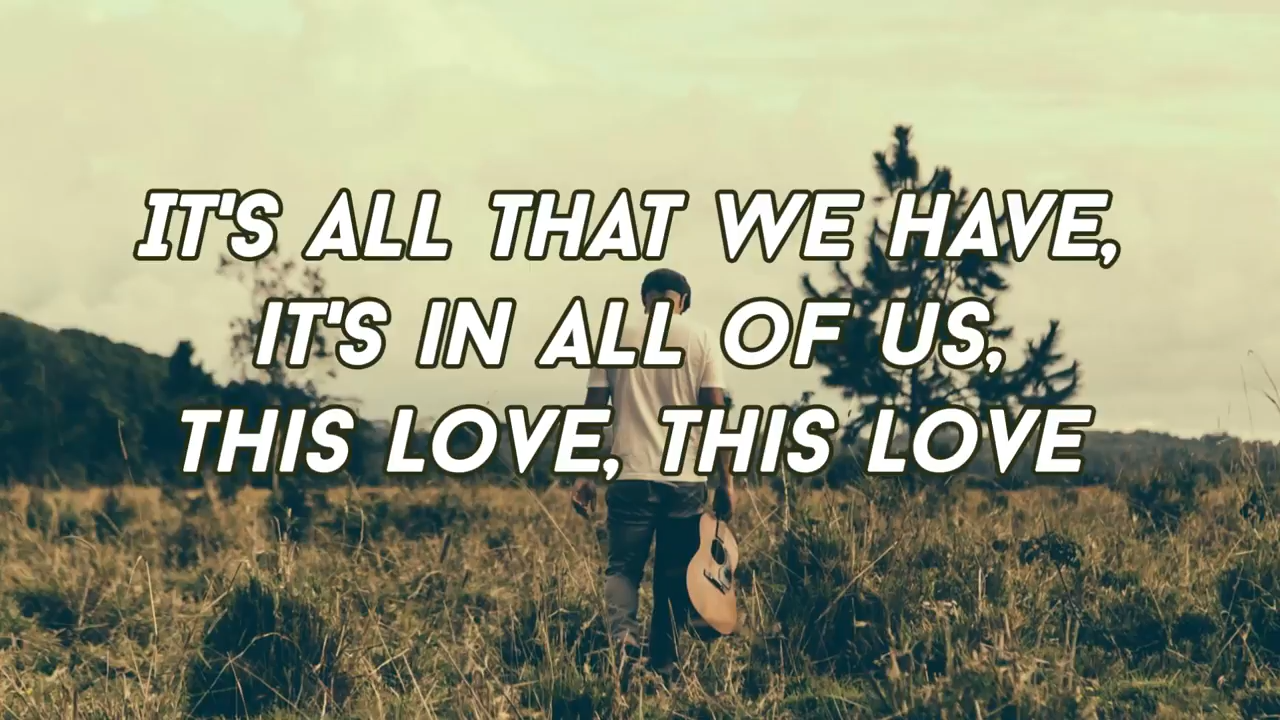 IT'S ALL THAT WE HAVE,
IT'S IN ALL OF US,
THIS LOVE, THIS LOVE